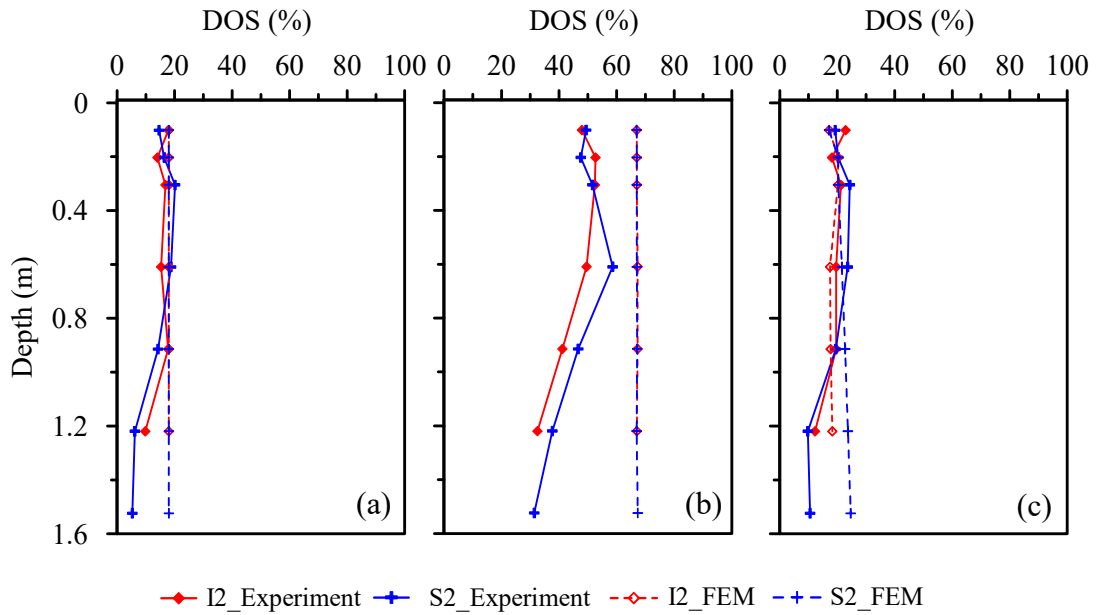 DOS (%) DOS (%) DOS (%)
0 20 40 60 80 100 0 20 40 60 80 100 0 20 40 60 80 100
0
0.4
0.8
1.2
1.6
Depth (m)
(a) (b) (c)
I2_Experiment S2_Experiment I2_FEM S2_FEM